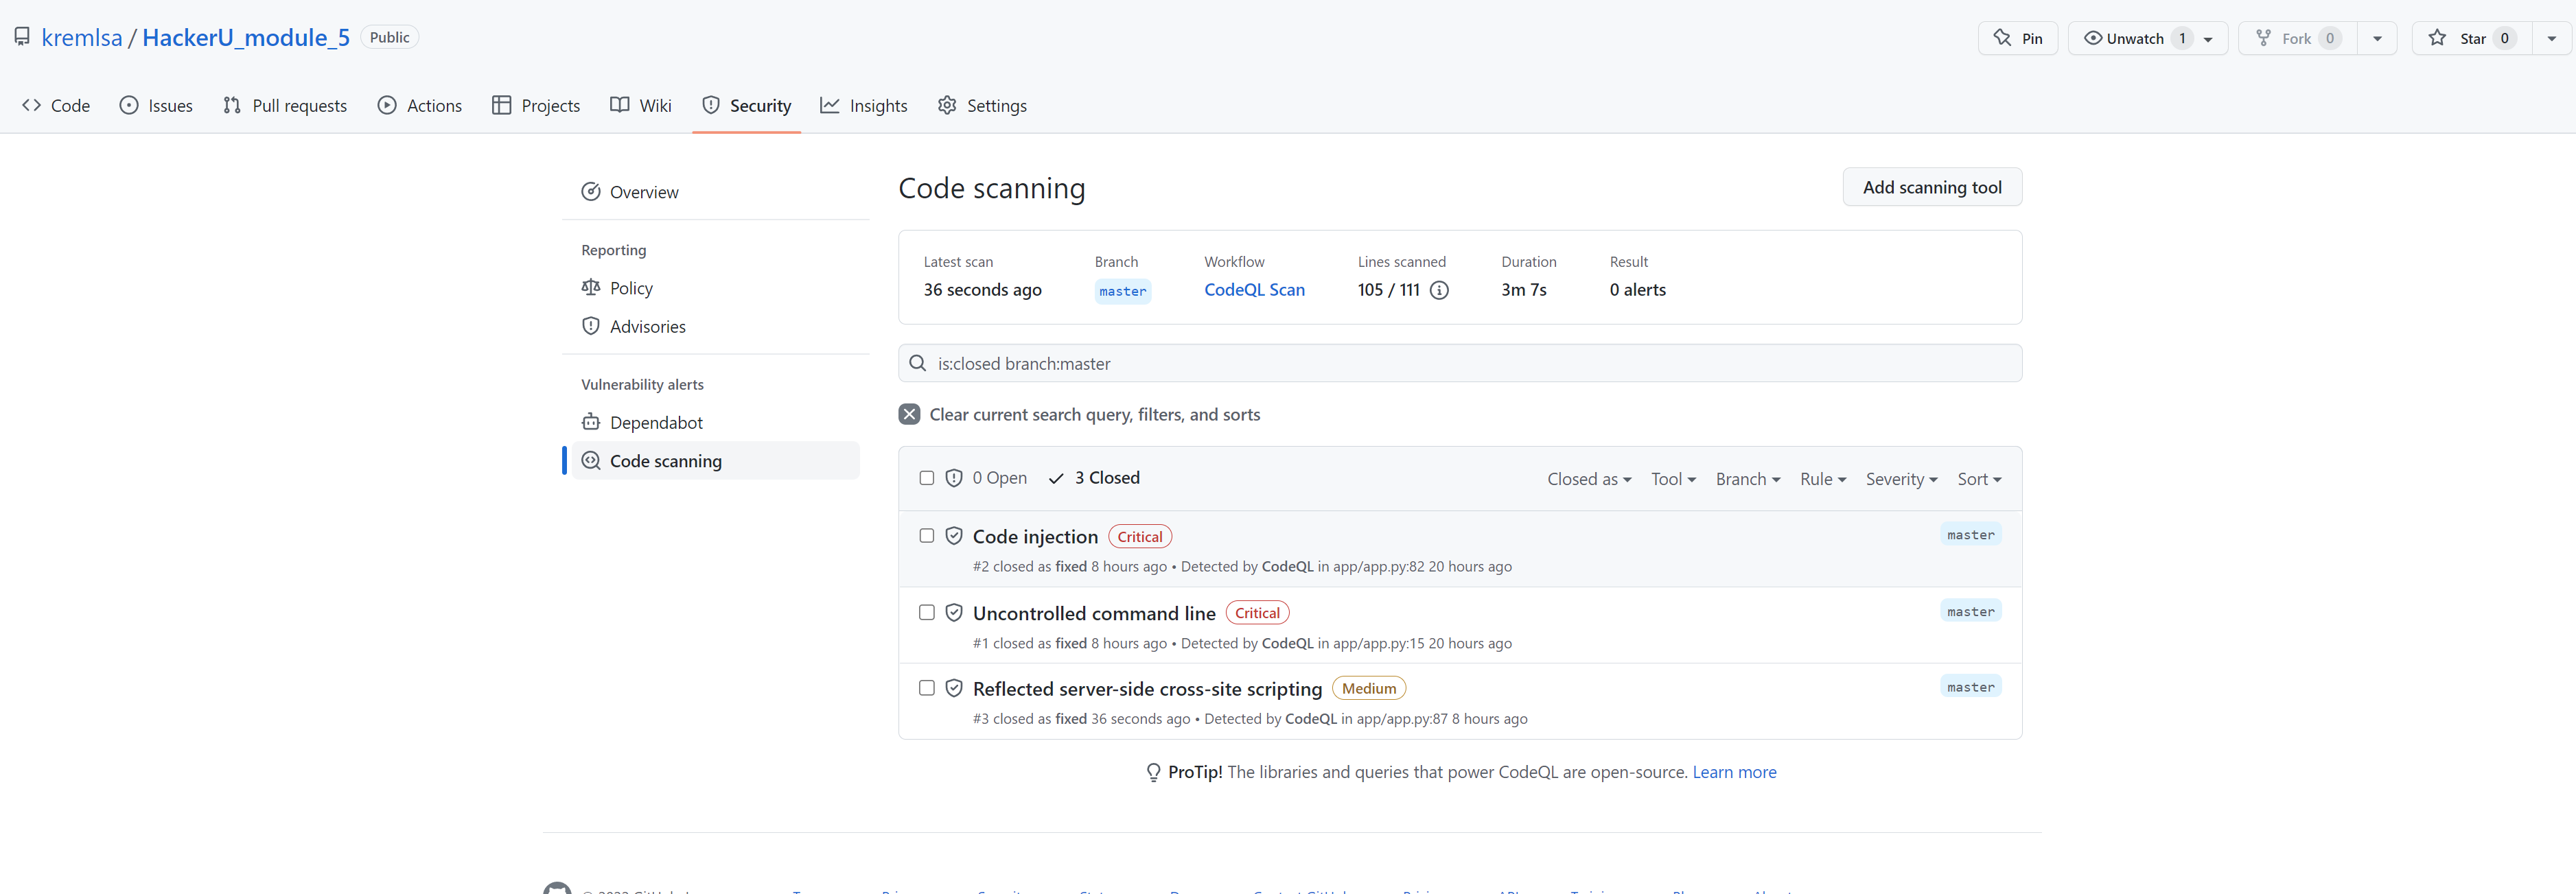 kremlsa / HackerU_module_5 Public
Pin
Unwatch 1
Fork 0
Star 0
Code
Issues
Pull requests
Actions
Projects
Wiki
Security
Insights
Settings
Overview
Reporting
Policy
Advisories
Vulnerability alerts
Dependabot
Code scanning
Code scanning
Add scanning tool
Latest scan
36 seconds ago
Branch
master
Workflow
CodeQL Scan
Lines scanned
105 / 111
Duration
3m 7s
Result
0 alerts
is:closed branch:master
Clear current search query, filters, and sorts
0 Open
3 Closed
Closed as
Tool
Branch
Rule
Severity
Sort
Code injection Critical
master
#2 closed as fixed 8 hours ago • Detected by CodeQL in app/app.py:82 20 hours ago
Uncontrolled command line Critical
master
#1 closed as fixed 8 hours ago • Detected by CodeQL in app/app.py:15 20 hours ago
Reflected server-side cross-site scripting Medium
master
#3 closed as fixed 36 seconds ago • Detected by CodeQL in app/app.py:87 8 hours ago
ProTip! The libraries and queries that power CodeQL are open-source. Learn more